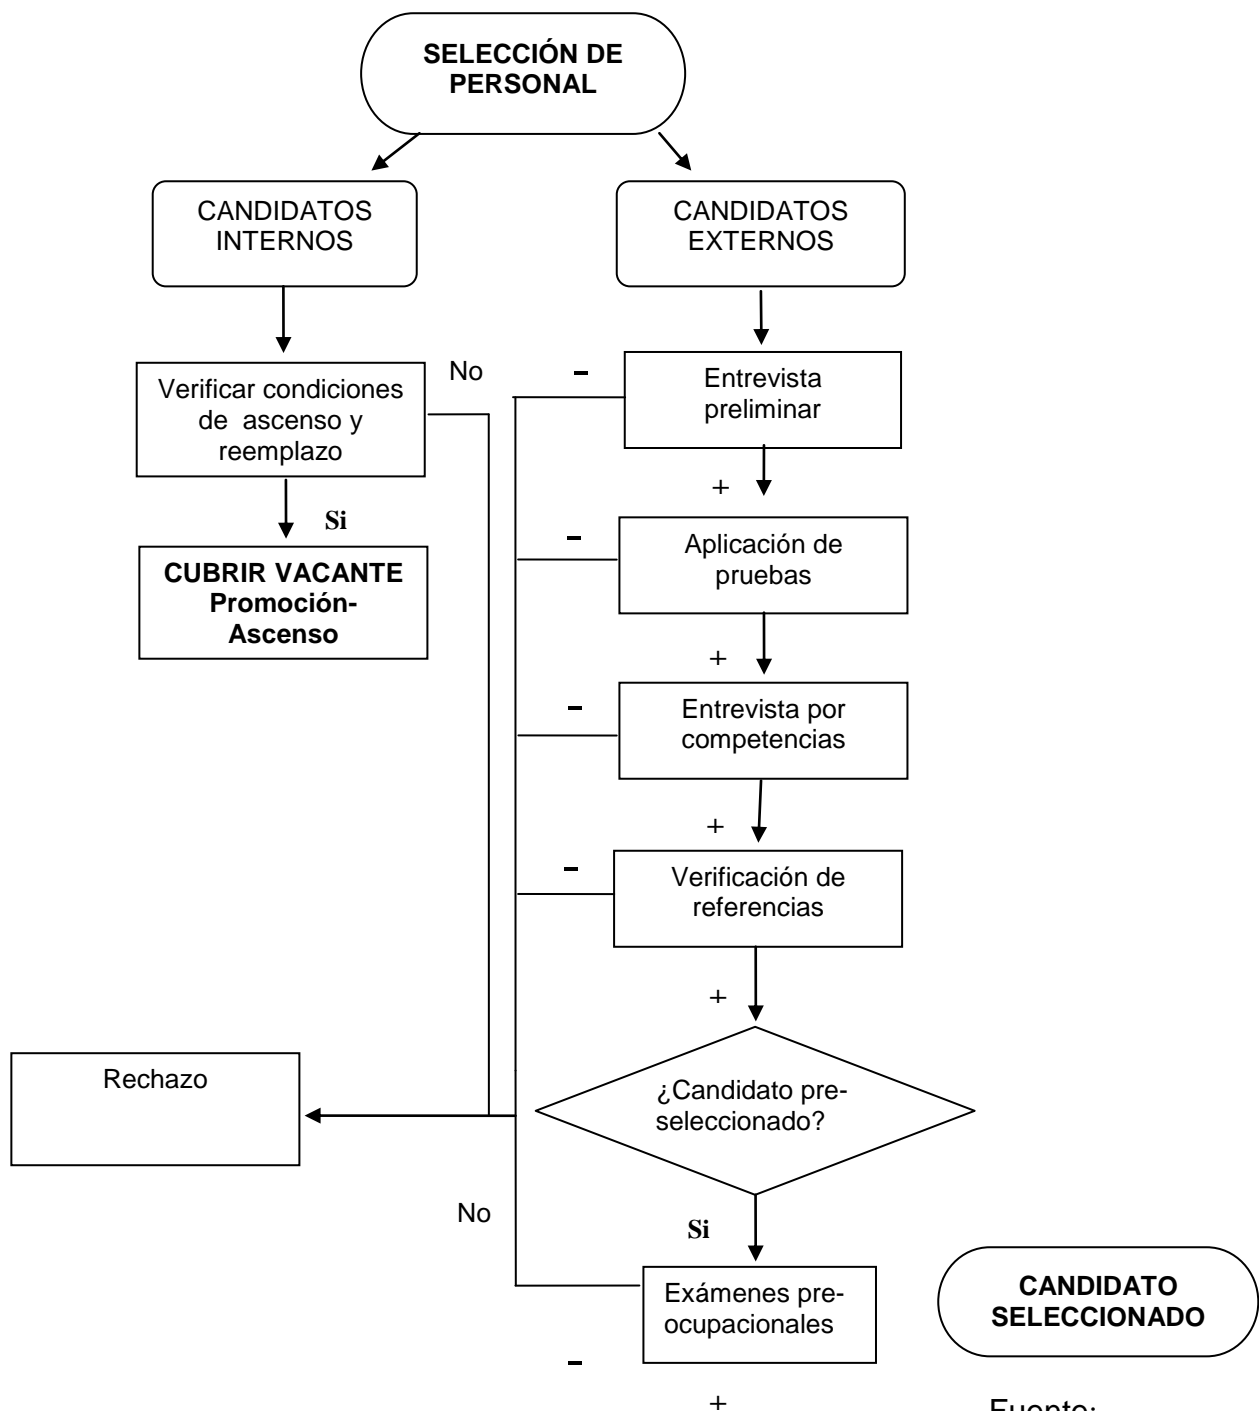 SELECCIÓN DE
PERSONAL
CANDIDATOS
INTERNOS
CANDIDATOS
EXTERNOS
Verificar condiciones
de ascenso y
reemplazo
No
-
Entrevista
preliminar
+
Si
CUBRIR VACANTE
Promoción-
Ascenso
-
Aplicación de
pruebas
+
-
Entrevista por
competencias
+
-
Verificación de
referencias
+
Rechazo
¿Candidato pre-
seleccionado?
No
Si
Exámenes pre-
ocupacionales
CANDIDATO
SELECCIONADO
-
+
Fuente: